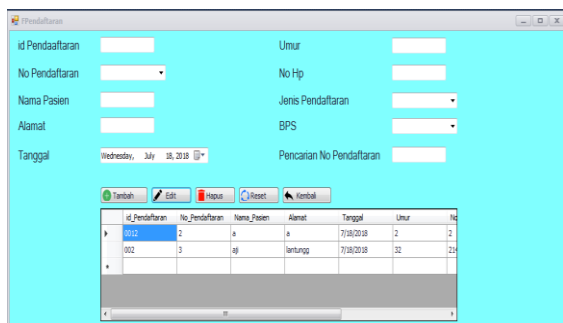 FPendaftaran
id Pendaaftaran Umur
No Pendaftaran No Hp
Nama Pasien Jenis Pendaftaran
Alamat BPS
Tanggal Wednesday, July 18, 2018 Pencarian No Pendaftaran
Tambah Edit Hapus Reset Kembali
id_Pendaftaran No_Pendaftaran Nama_Pasien Alamat Tanggal Umur
0012 2 a a 7/18/2018 2 2
002 3 aji lantungg 7/18/2018 32